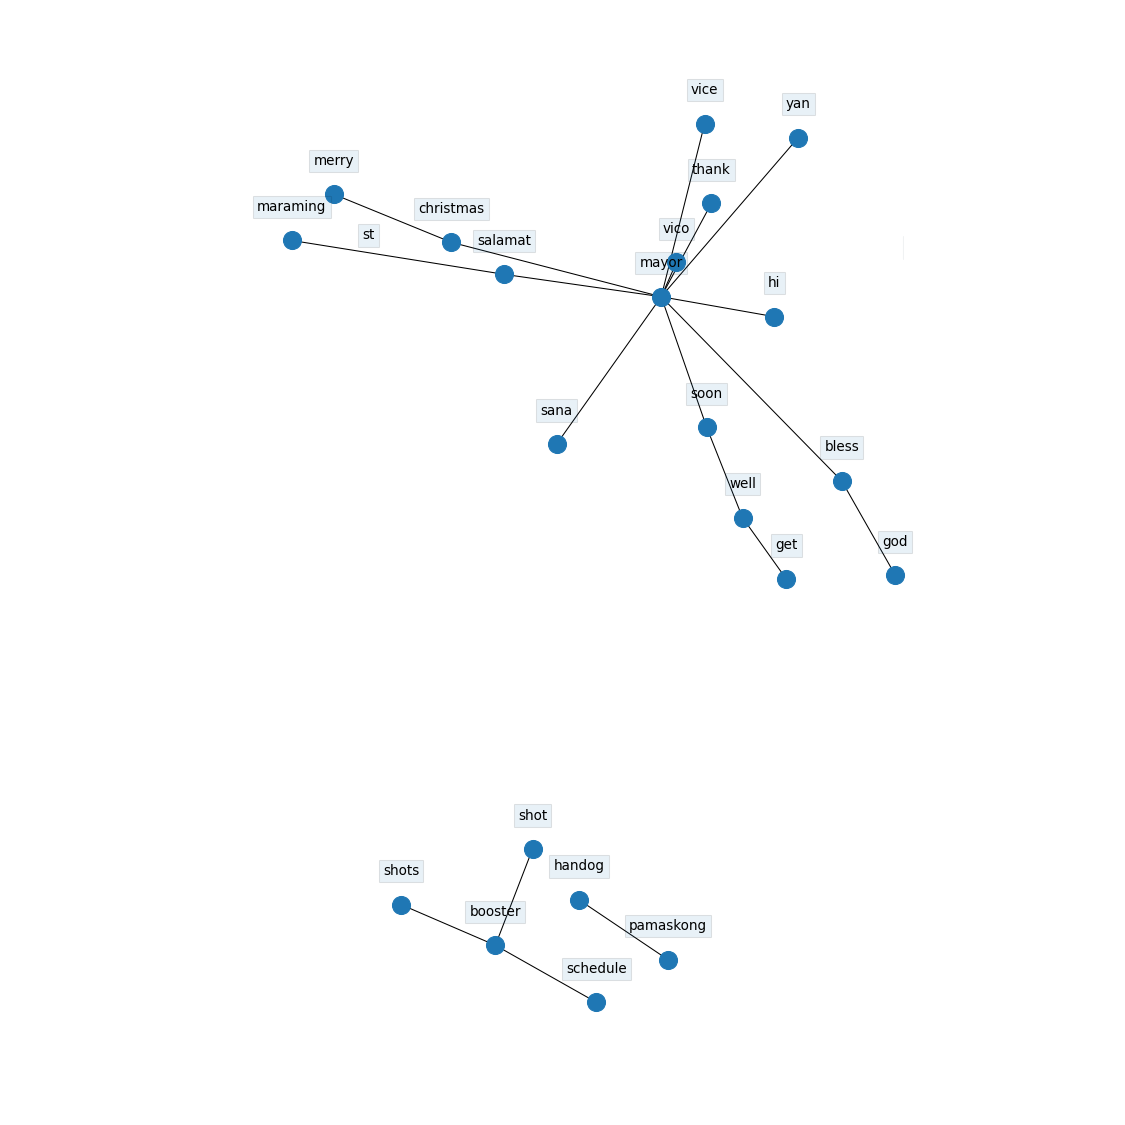 vice
yan
merry
thank
maraming
christmas
st
salamat
vico
mayor
hi
soon
sana
bless
well
get
god
shot
handog
shots
booster
pamaskong
schedule